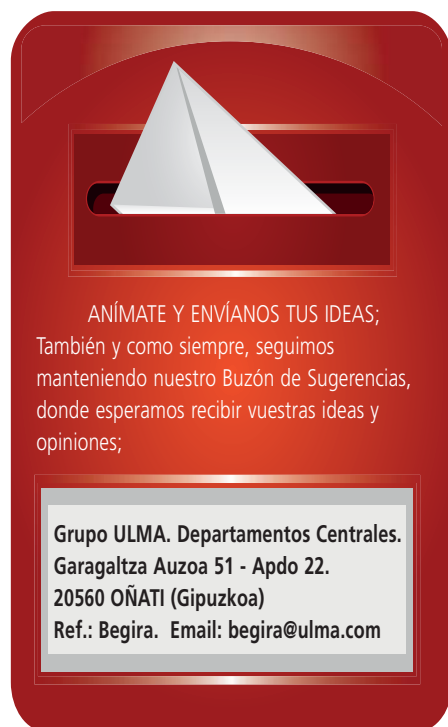 ANÍMATE Y ENVÍANOS TUS IDEAS;
También y como siempre, seguimos
manteniendo nuestro Buzón de Sugerencias,
donde esperamos recibir vuestras ideas y
opiniones;
Grupo ULMA. Departamentos Centrales.
Garagaltza Auzoa 51 - Apdo 22.
20560 OÑATI (Gipuzkoa)
Ref.: Begira. Email: begira@ulma.com